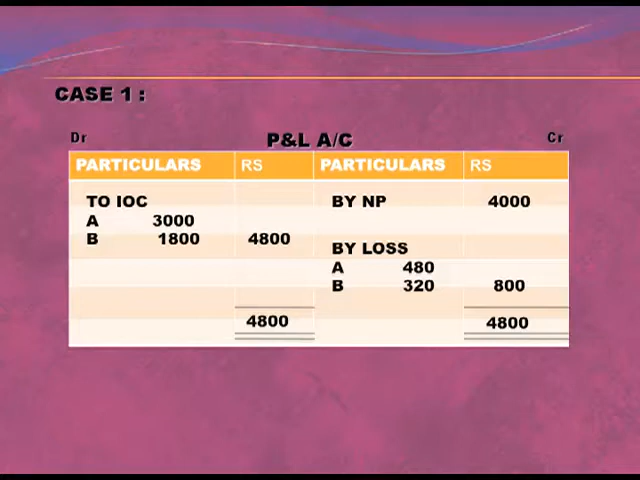 CASE 1 :
Dr P&L A/C Cr
PARTICULARS RS PARTICULARS RS
TO IOC BY NP 4000
A 3000
B 1800 4800
BY LOSS
A 480
B 320 800
4800 4800